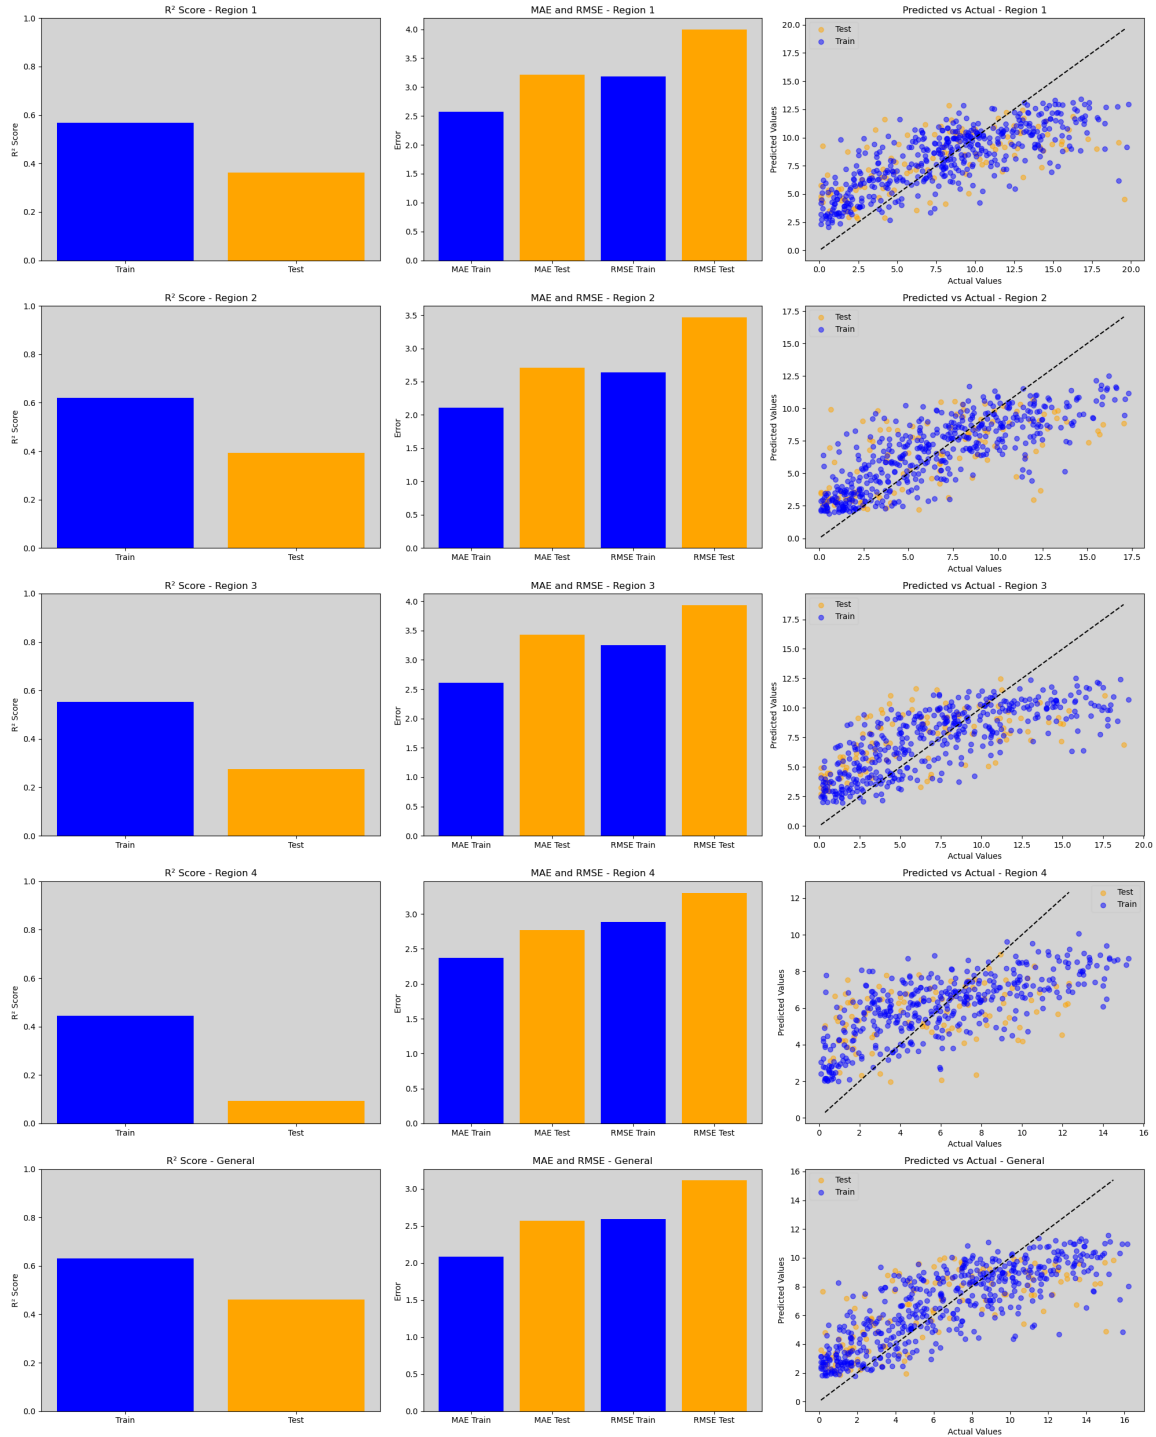 R² Score - Region 1
R² Score
1.0
0.8
0.6
0.4
0.2
0.0
Train
Test
MAE and RMSE - Region 1
Error
4.0
3.5
3.0
2.5
2.0
1.5
1.0
0.5
0.0
MAE Train
MAE Test
RMSE Train
RMSE Test
Predicted vs Actual - Region 1
Test
Train
Predicted Values
20.0
17.5
15.0
12.5
10.0
7.5
5.0
2.5
0.0
0.0
2.5
5.0
7.5
10.0
12.5
15.0
17.5
20.0
Actual Values
R² Score - Region 2
R² Score
1.0
0.8
0.6
0.4
0.2
0.0
Train
Test
MAE and RMSE - Region 2
Error
3.5
3.0
2.5
2.0
1.5
1.0
0.5
0.0
MAE Train
MAE Test
RMSE Train
RMSE Test
Predicted vs Actual - Region 2
Test
Train
Predicted Values
17.5
15.0
12.5
10.0
7.5
5.0
2.5
0.0
0.0
2.5
5.0
7.5
10.0
12.5
15.0
17.5
Actual Values
R² Score - Region 3
R² Score
1.0
0.8
0.6
0.4
0.2
0.0
Train
Test
MAE and RMSE - Region 3
Error
4.0
3.5
3.0
2.5
2.0
1.5
1.0
0.5
0.0
MAE Train
MAE Test
RMSE Train
RMSE Test
Predicted vs Actual - Region 3
Test
Train
Predicted Values
17.5
15.0
12.5
10.0
7.5
5.0
2.5
0.0
0.0
2.5
5.0
7.5
10.0
12.5
15.0
17.5
20.0
Actual Values
R² Score - Region 4
R² Score
1.0
0.8
0.6
0.4
0.2
0.0
Train
Test
MAE and RMSE - Region 4
Error
3.0
2.5
2.0
1.5
1.0
0.5
0.0
MAE Train
MAE Test
RMSE Train
RMSE Test
Predicted vs Actual - Region 4
Test
Train
Predicted Values
12
10
8
6
4
2
0
0
2
4
6
8
10
12
14
16
Actual Values
R² Score - General
R² Score
1.0
0.8
0.6
0.4
0.2
0.0
Train
Test
MAE and RMSE - General
Error
3.0
2.5
2.0
1.5
1.0
0.5
0.0
MAE Train
MAE Test
RMSE Train
RMSE Test
Predicted vs Actual - General
Test
Train
Predicted Values
16
14
12
10
8
6
4
2
0
0
2
4
6
8
10
12
14
16
Actual Values